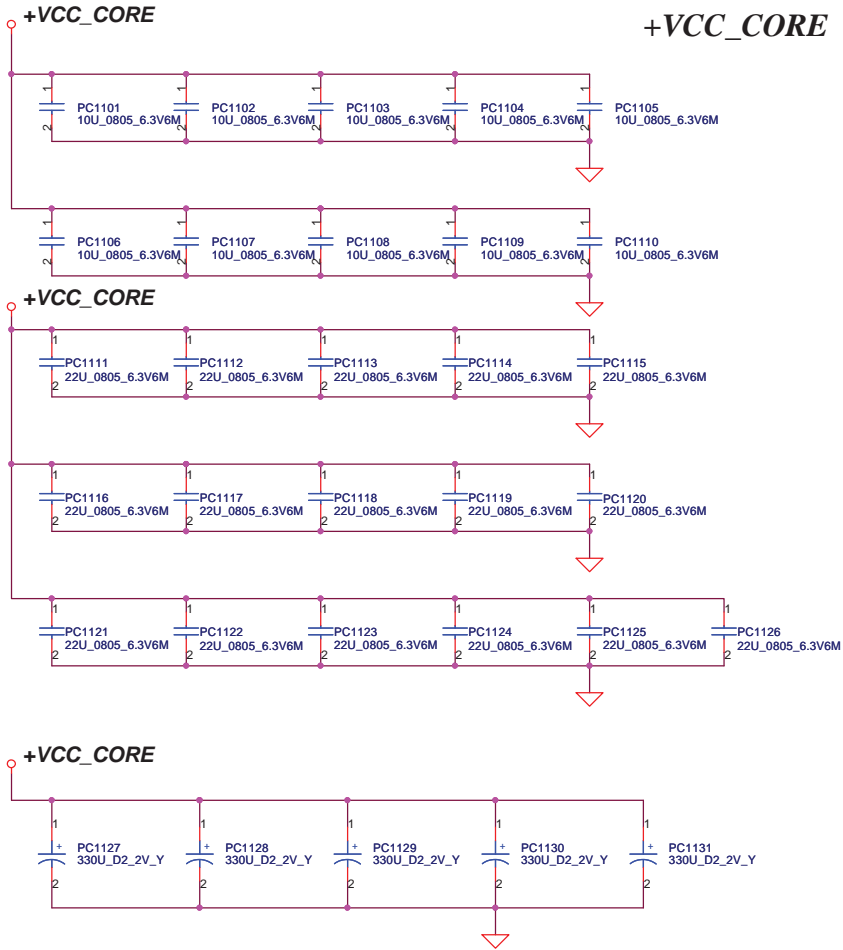 +VCC_CORE
+VCC_CORE
1 1 1 1 1
PC1101 PC1102 PC1103 PC1104 PC1105
10U_0805_6.3V6M 10U_0805_6.3V6M 10U_0805_6.3V6M 10U_0805_6.3V6M 10U_0805_6.3V6M
2 2 2 2 2
1 1 1 1 1
PC1106 PC1107 PC1108 PC1109 PC1110
10U_0805_6.3V6M 10U_0805_6.3V6M 10U_0805_6.3V6M 10U_0805_6.3V6M 10U_0805_6.3V6M
2 2 2 2 2
+VCC_CORE
1 1 1 1 1
PC1111 PC1112 PC1113 PC1114 PC1115
22U_0805_6.3V6M 22U_0805_6.3V6M 22U_0805_6.3V6M 22U_0805_6.3V6M 22U_0805_6.3V6M
2 2 2 2 2
1 1 1 1 1
PC1116 PC1117 PC1118 PC1119 PC1120
22U_0805_6.3V6M 22U_0805_6.3V6M 22U_0805_6.3V6M 22U_0805_6.3V6M 22U_0805_6.3V6M
2 2 2 2 2
1 1 1 1 1 1
PC1121 PC1122 PC1123 PC1124 PC1125 PC1126
22U_0805_6.3V6M 22U_0805_6.3V6M 22U_0805_6.3V6M 22U_0805_6.3V6M 22U_0805_6.3V6M 22U_0805_6.3V6M
2 2 2 2 2 2
+VCC_CORE
1 1 1 1 1
+ PC1127 + PC1128 + PC1129 + PC1130 + PC1131
330U_D2_2V_Y 330U_D2_2V_Y 330U_D2_2V_Y 330U_D2_2V_Y 330U_D2_2V_Y
2 2 2 2 2